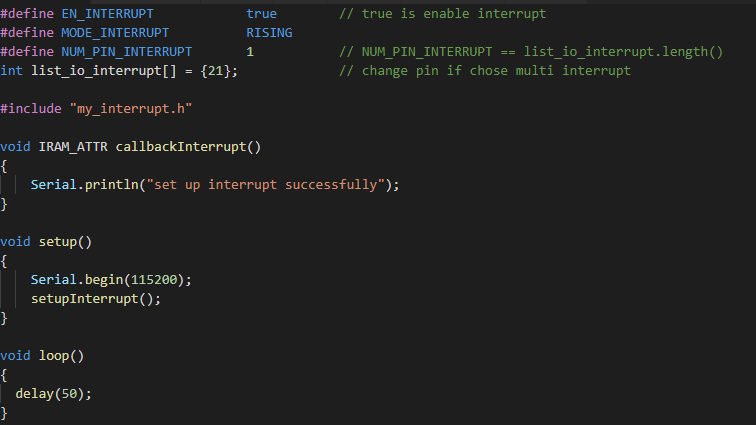 #define EN_INTERRUPT            true        // true is enable interrupt
#define MODE_INTERRUPT          RISING
#define NUM_PIN_INTERRUPT       1           // NUM_PIN_INTERRUPT == list_io_interrupt.length()
int list_io_interrupt[] = {21};             // change pin if chose multi interrupt

#include "my_interrupt.h"

void IRAM_ATTR callbackInterrupt()
{
    Serial.println("set up interrupt successfully");
}

void setup()
{
    Serial.begin(115200);
    setupInterrupt();
}

void loop()
{
  delay(50);
}